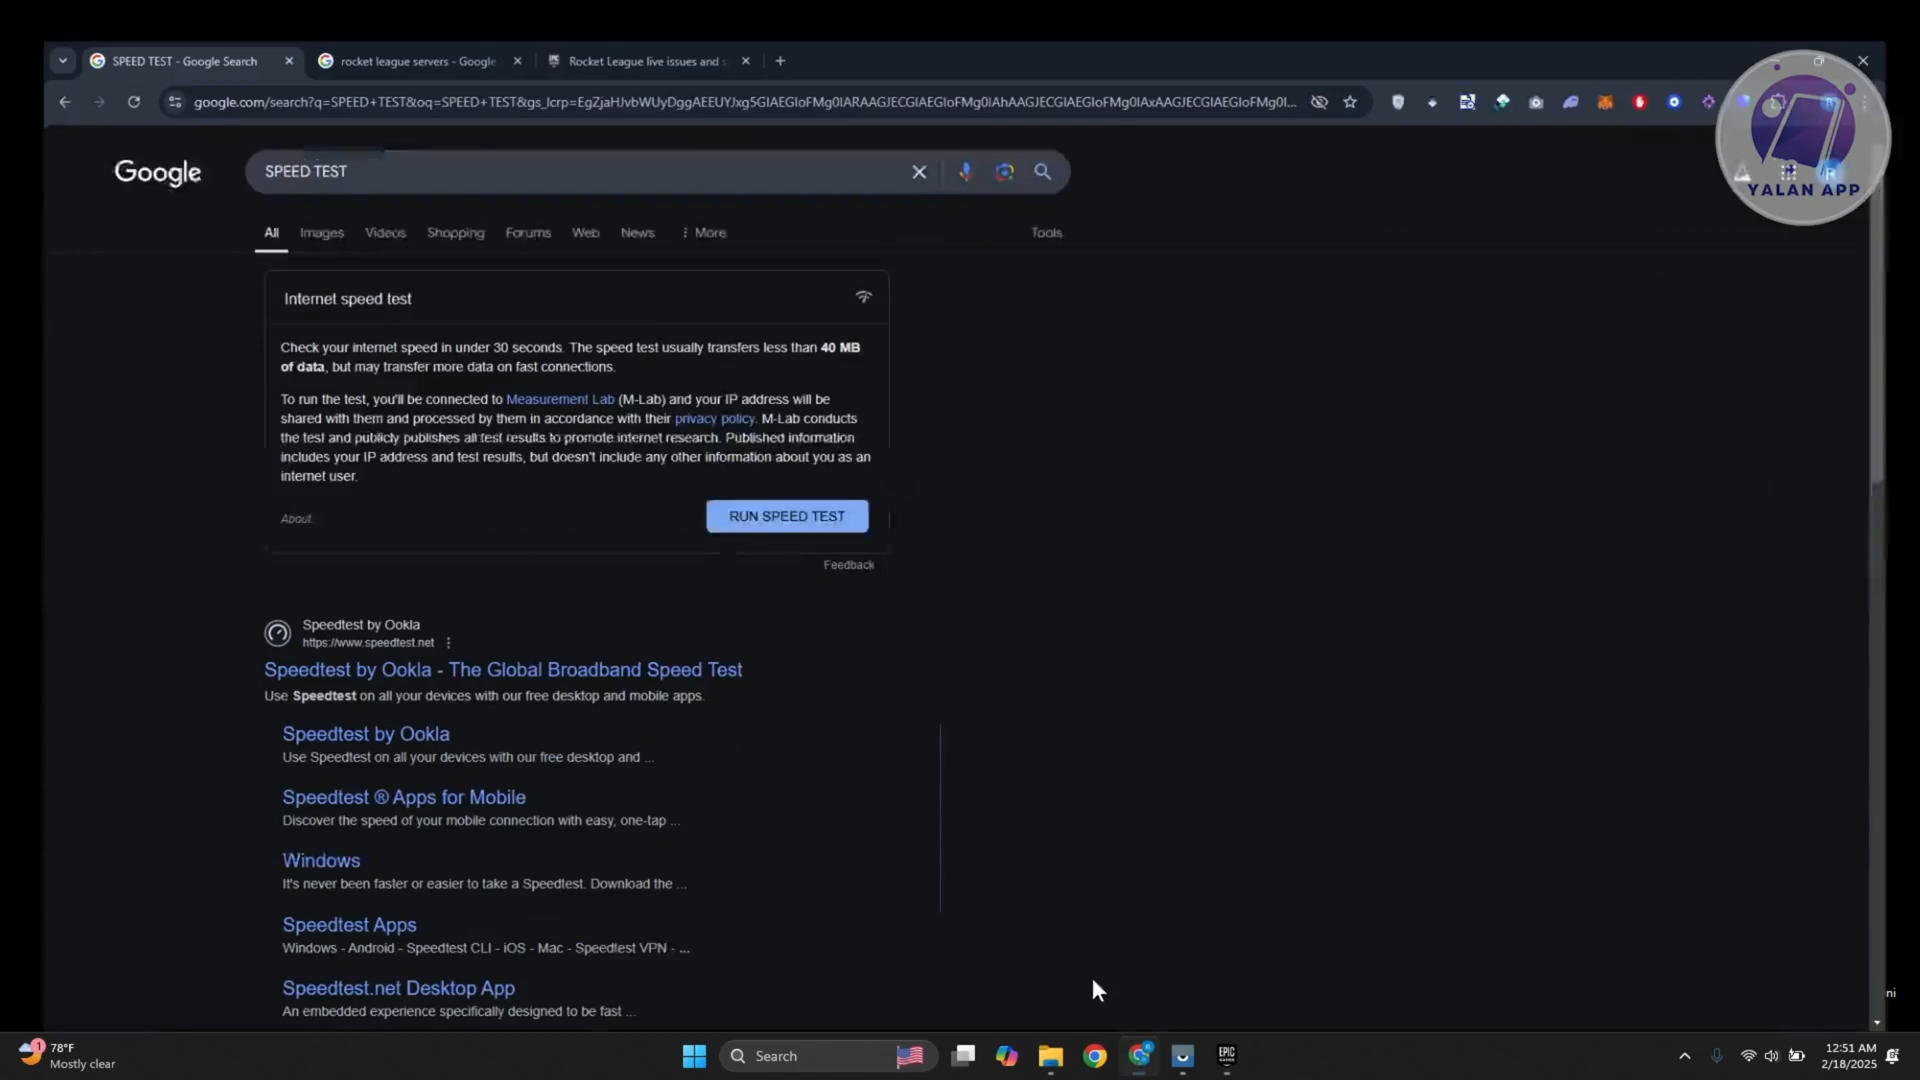 SPEED TEST - Google Search
rocket league servers - Google
Rocket League live issues and
google.com/search?q=SPEED+TEST&oq=SPEED+TEST&gs_lcrp=EgZjaHJvbWUyDggAEEUYJxg5GIAEGIoFMg0IARAAGJECGIAEGIoFMg0IAhAAGJECGIAEGIoFMg0IAxAAGJECGIAEGIoFMg0I...
YALAN APP
Google
SPEED TEST
All
Images
Videos
Shopping
Forums
Web
News
More
Tools
Internet speed test
Check your internet speed in under 30 seconds. The speed test usually transfers less than 40 MB
of data, but may transfer more data on fast connections.
To run the test, you'll be connected to Measurement Lab (M-Lab) and your IP address will be
shared with them and processed by them in accordance with their privacy policy. M-Lab conducts
the test and publicly publishes all test results to promote internet research. Published information
includes your IP address and test results, but doesn't include any other information about you as an
internet user.
About
RUN SPEED TEST
Feedback
Speedtest by Ookla
https://www.speedtest.net
Speedtest by Ookla - The Global Broadband Speed Test
Use Speedtest on all your devices with our free desktop and mobile apps.
Speedtest by Ookla
Use Speedtest on all your devices with our free desktop and ...
Speedtest ® Apps for Mobile
Discover the speed of your mobile connection with easy, one-tap ...
Windows
It's never been faster or easier to take a Speedtest. Download the ...
Speedtest Apps
Windows - Android - Speedtest CLI - iOS - Mac - Speedtest VPN - ...
Speedtest.net Desktop App
An embedded experience specifically designed to be fast ...
ni
1
78°F
Mostly clear
Search
EPIC
GAMES
12:51 AM
2/18/2025